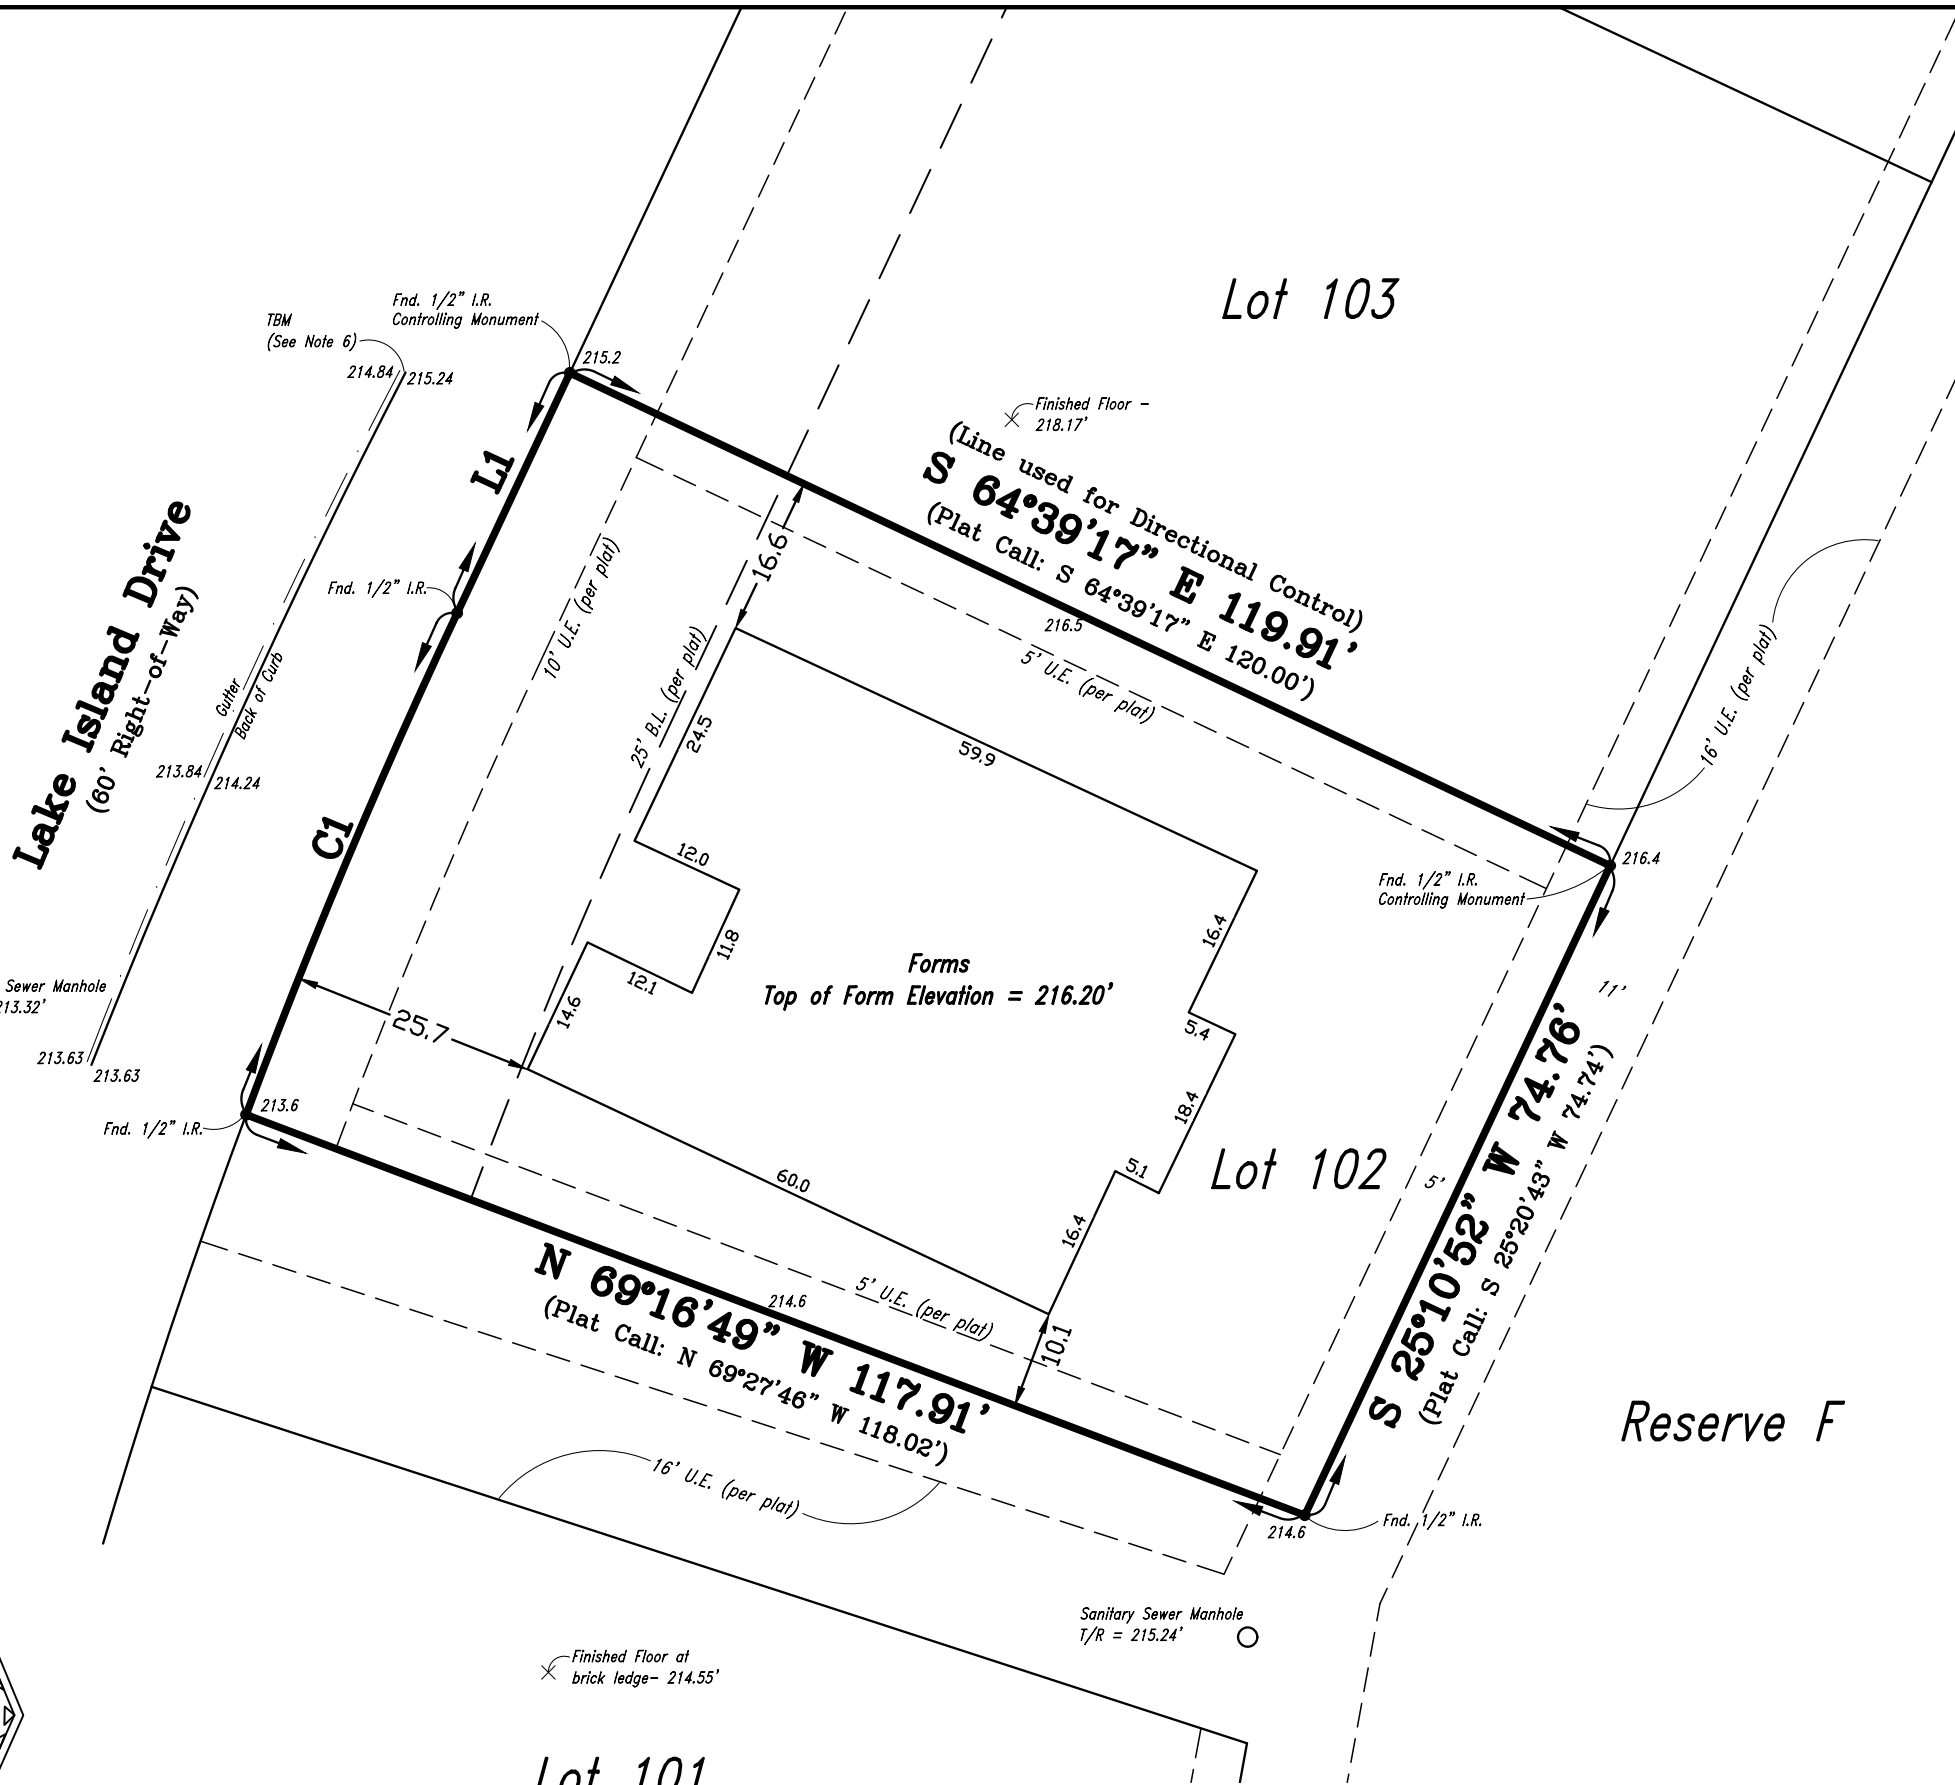 Lot 103
Fnd. 1/2" I.R.
Controlling Monument
TBM
(See Note 6)
214.84
215.24
215.2
Finished Floor -
218.17'
(Line used for Directional Control)
S 64°39'17" E 119.91'
(Plat Call: S 64°39'17" E 120.00')
216.5
5' U.E. (per plat)
L1
Fnd. 1/2" I.R.
16.6
10' U.E. (per plat)
25' B.L. (per plat)
Lake Island Drive
(60' Right-of-Way)
Gutter
Back of Curb
213.84
214.24
C1
24.5
59.9
12.0
11.8
12.1
14.6
16.4
5.4
18.4
5.1
16.4
60.0
Forms
Top of Form Elevation = 216.20'
16' U.E. (per plat)
216.4
Fnd. 1/2" I.R.
Controlling Monument
11'
5'
S 25°10'52" W 74.76'
(Plat Call: S 25°20'43" W 74.74')
Sewer Manhole
213.32'
25.7
213.63
213.63
213.6
Fnd. 1/2" I.R.
Lot 102
10.1
5' U.E. (per plat)
214.6
N 69°16'49" W 117.91'
(Plat Call: N 69°27'46" W 118.02')
16' U.E. (per plat)
Reserve F
214.6
Fnd. 1/2" I.R.
Sanitary Sewer Manhole
T/R = 215.24'
Finished Floor at
brick ledge- 214.55'
Lot 101